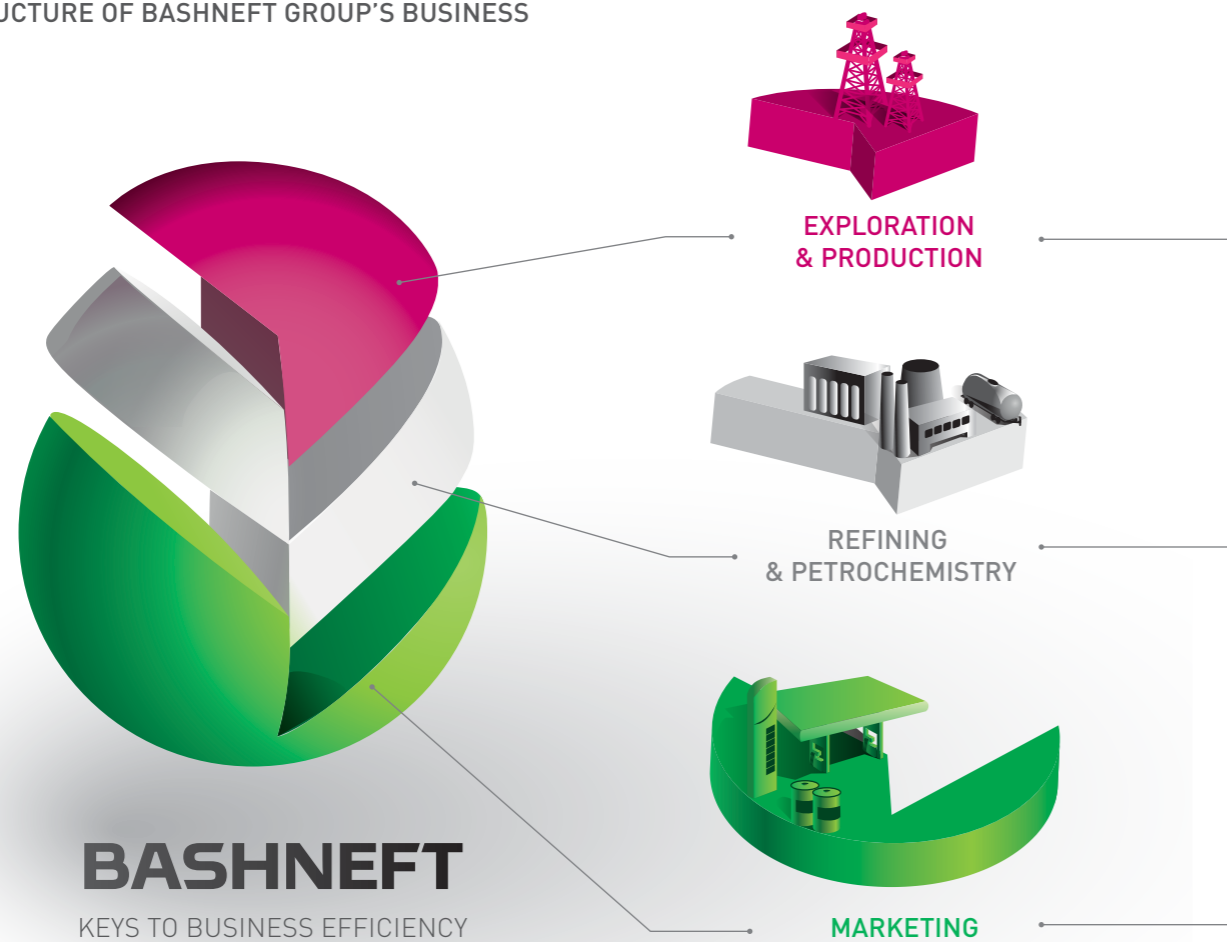 UCTURE OF BASHNEFT GROUP'S BUSINESS
EXPLORATION
& PRODUCTION
REFINING
& PETROCHEMISTRY
BASHNEFT
KEYS TO BUSINESS EFFICIENCY
MARKETING